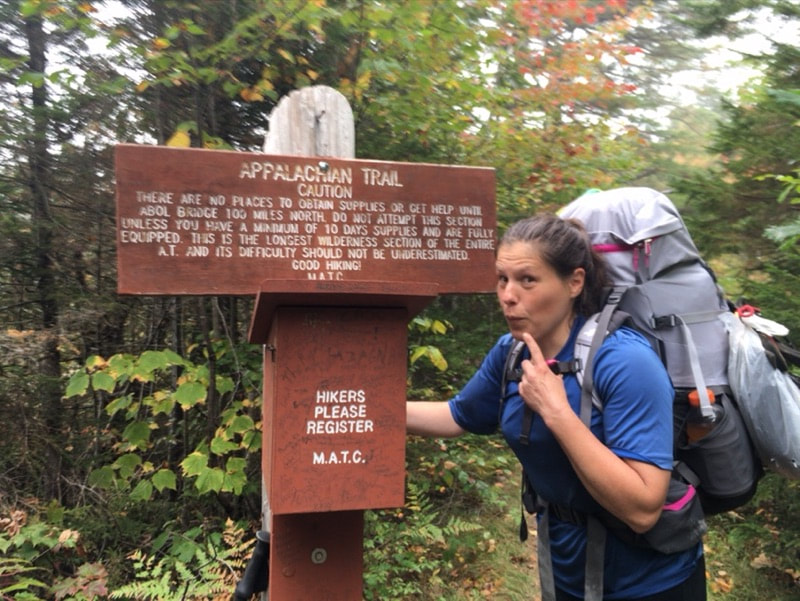 APPALACHIAN TRAIL
CAUTION
THERE ARE NO PLACES TO OBTAIN SUPPLIES OR GET HELP UNTIL
ABOL BRIDGE 100 MILES NORTH. DO NOT ATTEMPT THIS SECTION
UNLESS YOU HAVE A MINIMUM OF 10 DAYS SUPPLIES AND ARE FULLY
EQUIPPED. THIS IS THE LONGEST WILDERNESS SECTION OF THE ENTIRE
A.T. AND ITS DIFFICULTY SHOULD NOT BE UNDERESTIMATED.
GOOD HIKING!
M.A.T.C.
HIKERS
PLEASE
REGISTER
M.A.T.C.